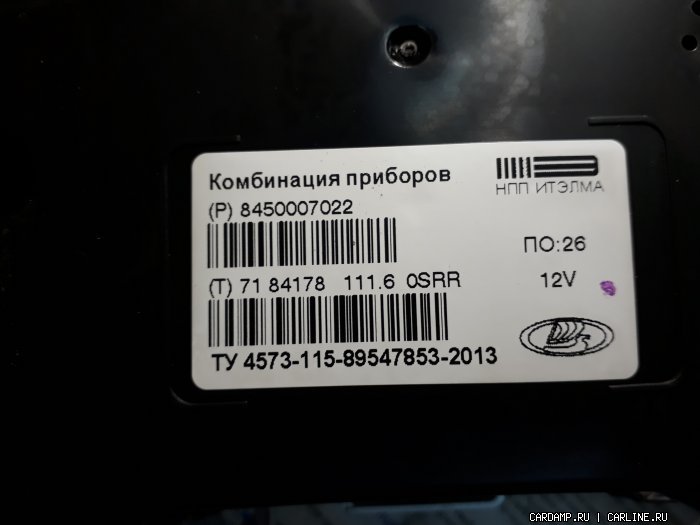 Комбинация приборов
НПП ИТЭЛМА
(P) 8450007022
ПО:26
(T) 71 84178 111.6 0SRR
12V
ТУ 4573-115-89547853-2013
CARDAMP.RU | CARLINE.RU